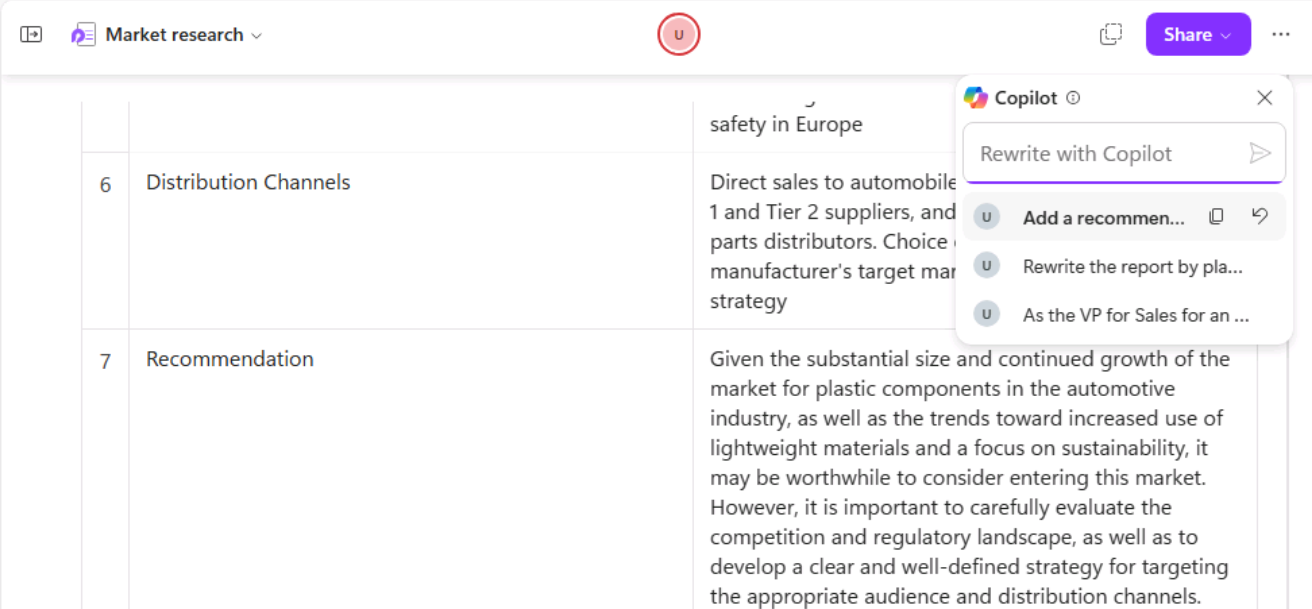 Market research
U
Share
Copilot
Rewrite with Copilot
U Add a recommen...
U Rewrite the report by pla...
U As the VP for Sales for an ...
safety in Europe
6 Distribution Channels
Direct sales to automobile
1 and Tier 2 suppliers, and
parts distributors. Choice
manufacturer's target
strategy
7 Recommendation
Given the substantial size and continued growth of the
market for plastic components in the automotive
industry, as well as the trends toward increased use of
lightweight materials and a focus on sustainability, it
may be worthwhile to consider entering this market.
However, it is important to carefully evaluate the
competition and regulatory landscape, as well as to
develop a clear and well-defined strategy for targeting
the appropriate audience and distribution channels.